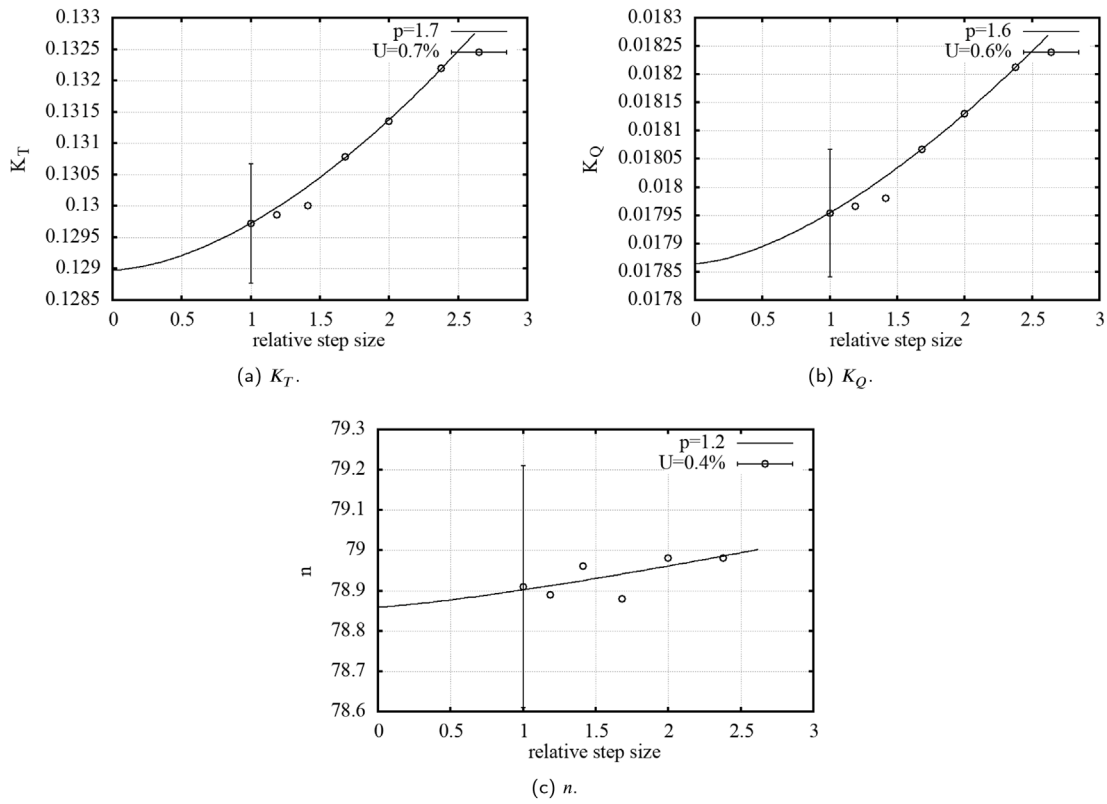 0.133
0.1325
0.132
0.1315
0.131
0.1305
0.13
0.1295
0.129
0.1285
K_T
p=1.7
U=0.7%
0 0.5 1 1.5 2 2.5 3
relative step size
(a) K_T.
0.0183
0.01825
0.0182
0.01815
0.0181
0.01805
0.018
0.01795
0.0179
0.01785
0.0178
K_Q
p=1.6
U=0.6%
0 0.5 1 1.5 2 2.5 3
relative step size
(b) K_Q.
79.3
79.2
79.1
79
78.9
78.8
78.7
78.6
n
p=1.2
U=0.4%
0 0.5 1 1.5 2 2.5 3
relative step size
(c) n.